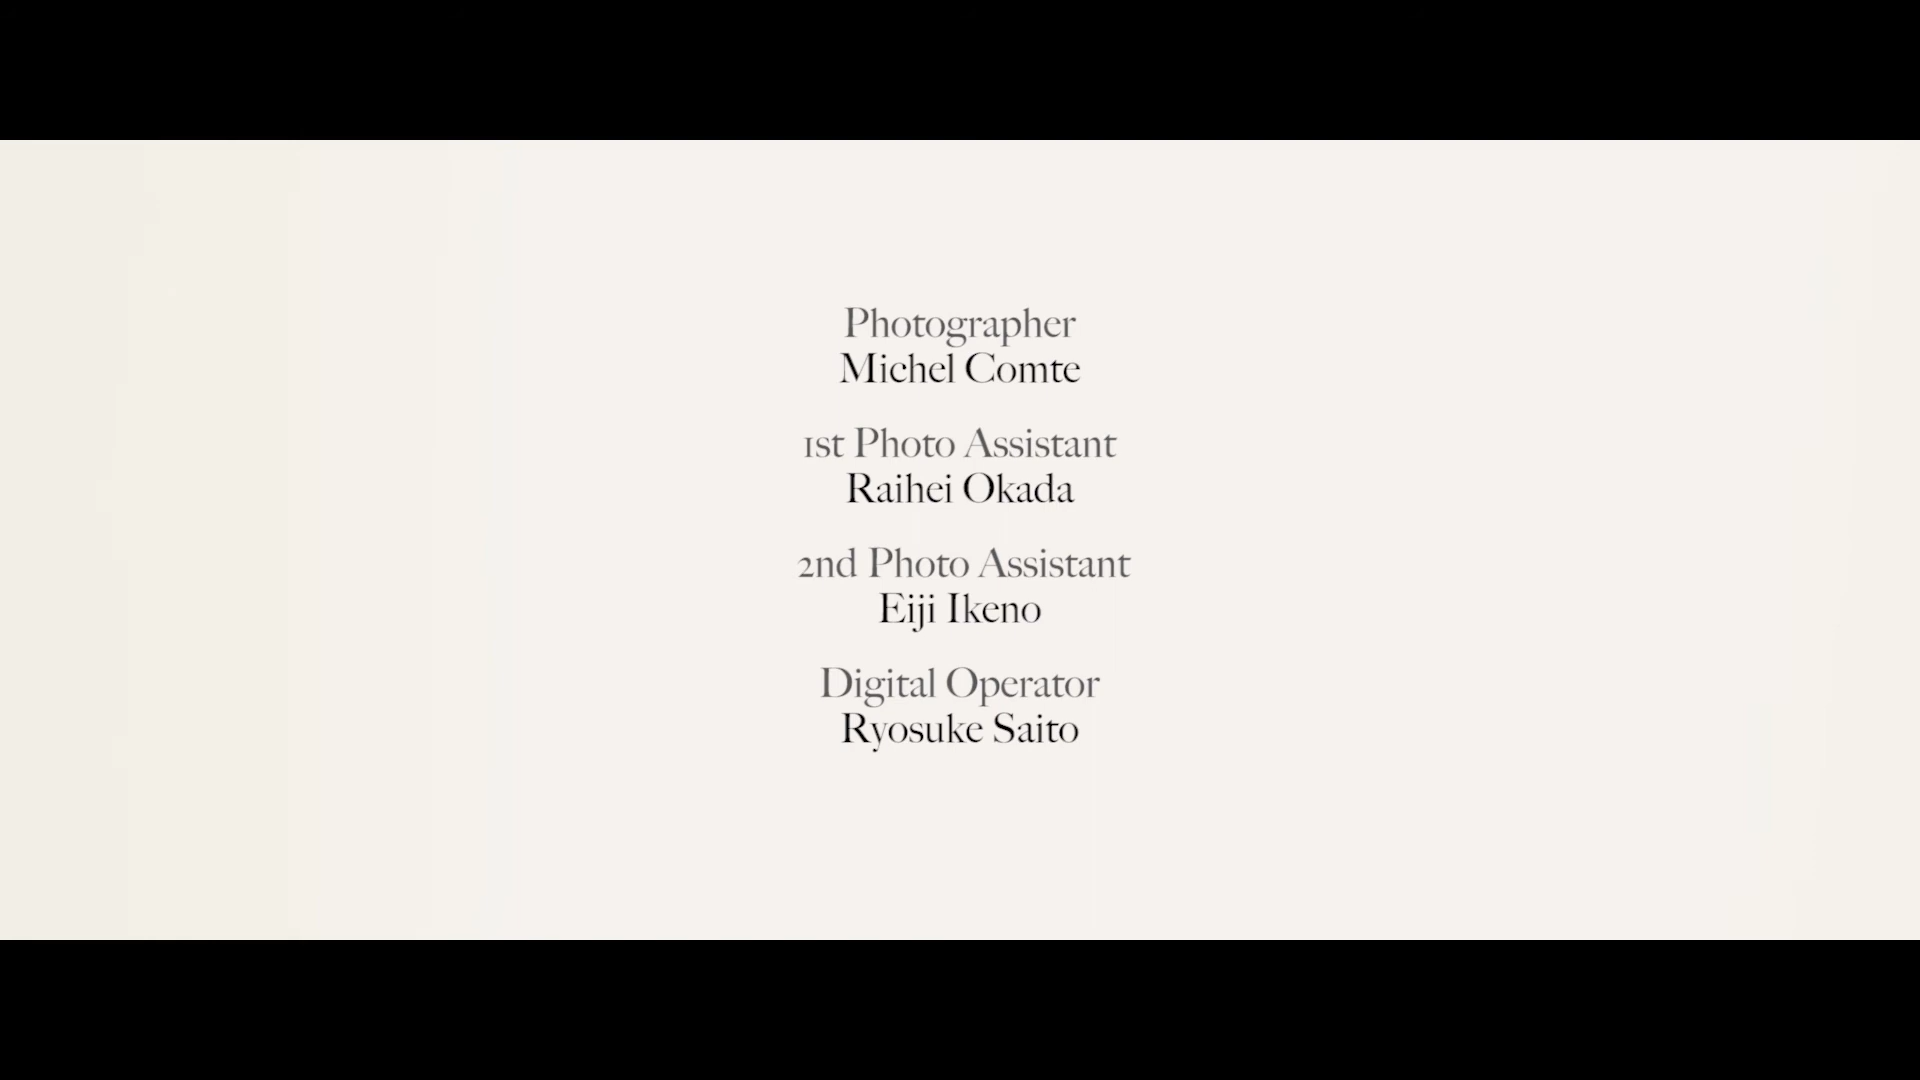 Photographer
Michel Comte
1st Photo Assistant
Raihei Okada
2nd Photo Assistant
Eiji Ikeno
Digital Operator
Ryosuke Saito